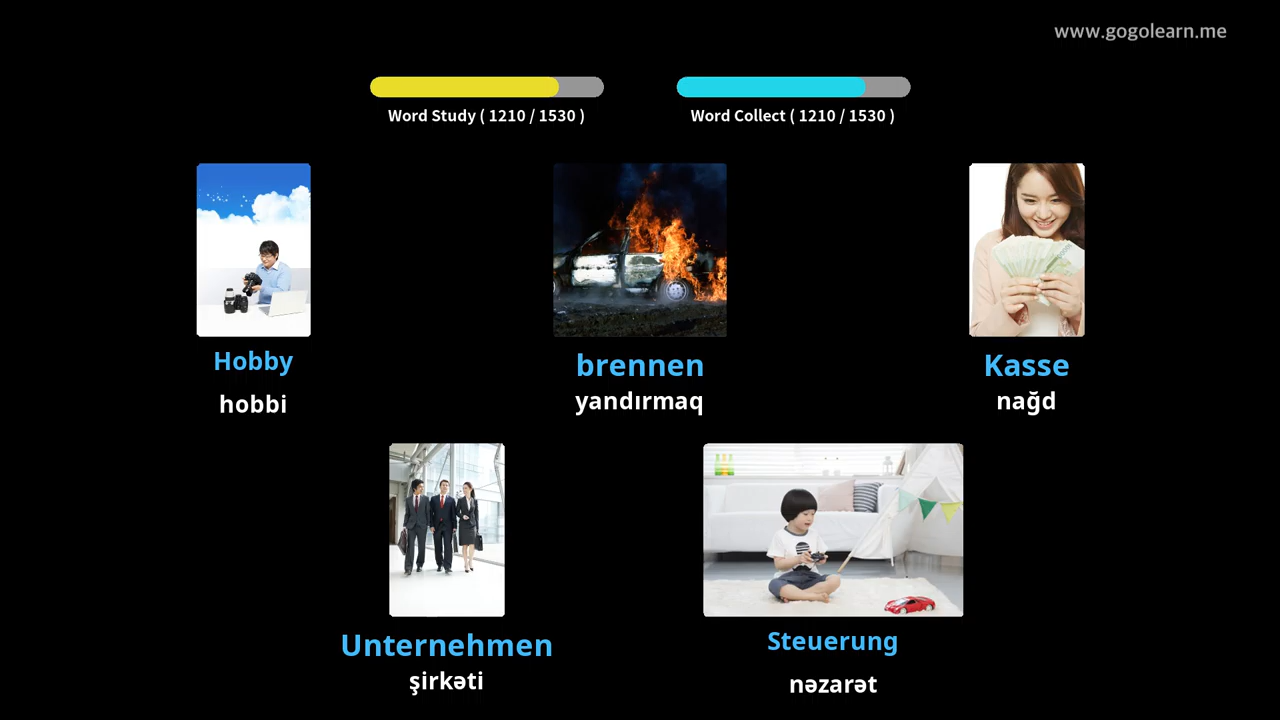 www.gogolearn.me
Word Study ( 1210 / 1530 )
Word Collect ( 1210 / 1530 )
Hobby
hobbi
brennen
yandırmaq
Kasse
nağd
Unternehmen
şirkəti
Steuerung
nəzarət